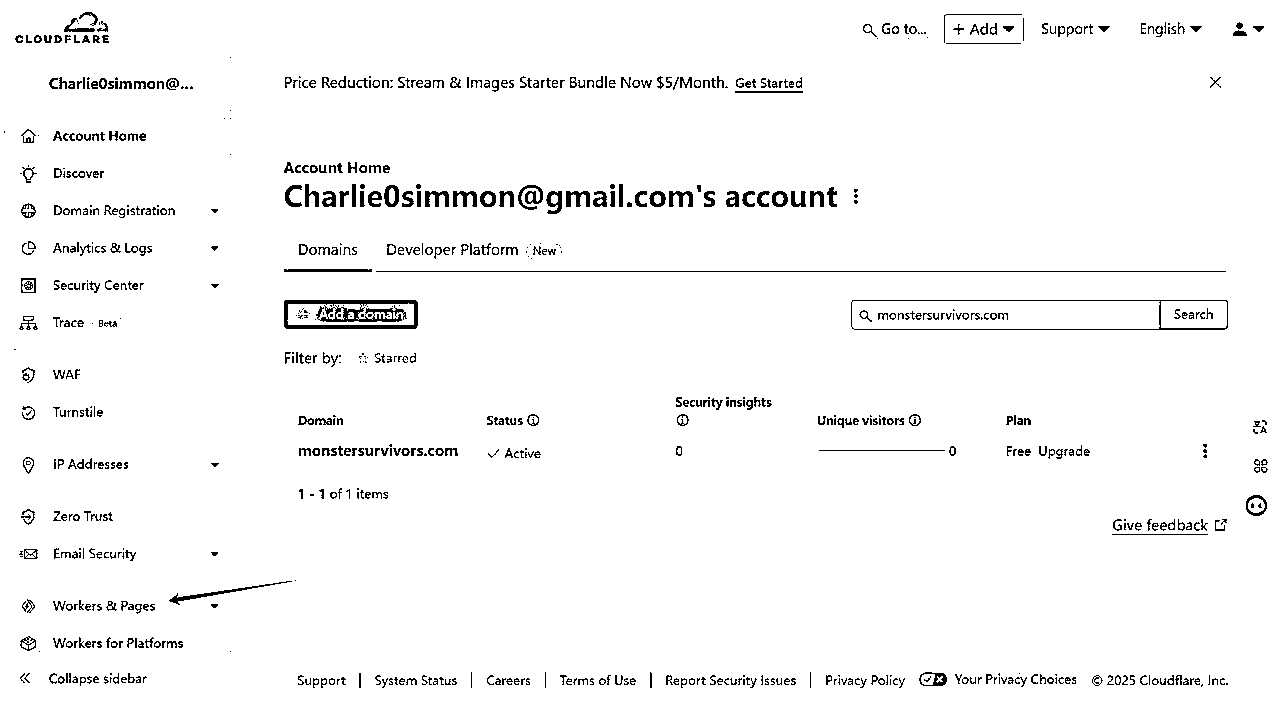 CLOUDFLARE
Go to...
+ Add
Support
English
Charlie0simmon@...
Price Reduction: Stream & Images Starter Bundle Now $5/Month. Get Started
Account Home
Discover
Domain Registration
Analytics & Logs
Security Center
Trace Beta
WAF
Turnstile
IP Addresses
Zero Trust
Email Security
Workers & Pages
Workers for Platforms
Collapse sidebar
Account Home
Charlie0simmon@gmail.com's account
Domains Developer Platform New
Add a domain
monstersurvivors.com Search
Filter by: Starred
Domain Status Security insights Unique visitors Plan
monstersurvivors.com Active 0 0 Free Upgrade
1 - 1 of 1 items
Give feedback
Support | System Status | Careers | Terms of Use | Report Security Issues | Privacy Policy Your Privacy Choices © 2025 Cloudflare, Inc.